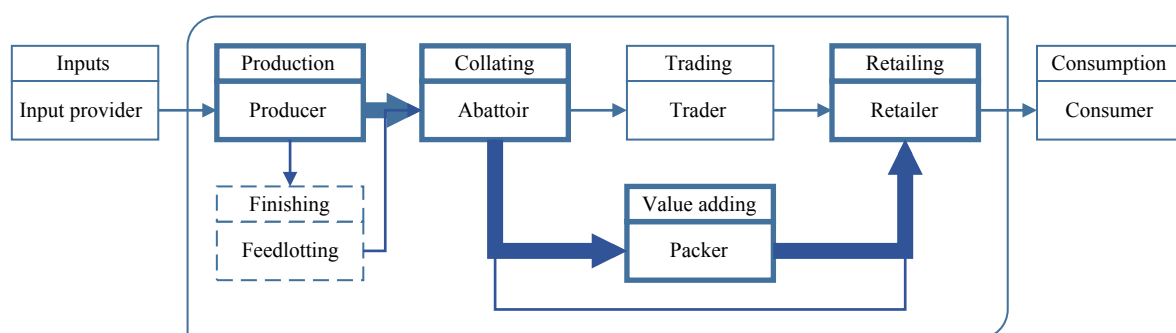 Inputs
Input provider
Production
Producer
Collating
Abattoir
Trading
Trader
Retailing
Retailer
Consumption
Consumer
Finishing
Feedlotting
Value adding
Packer